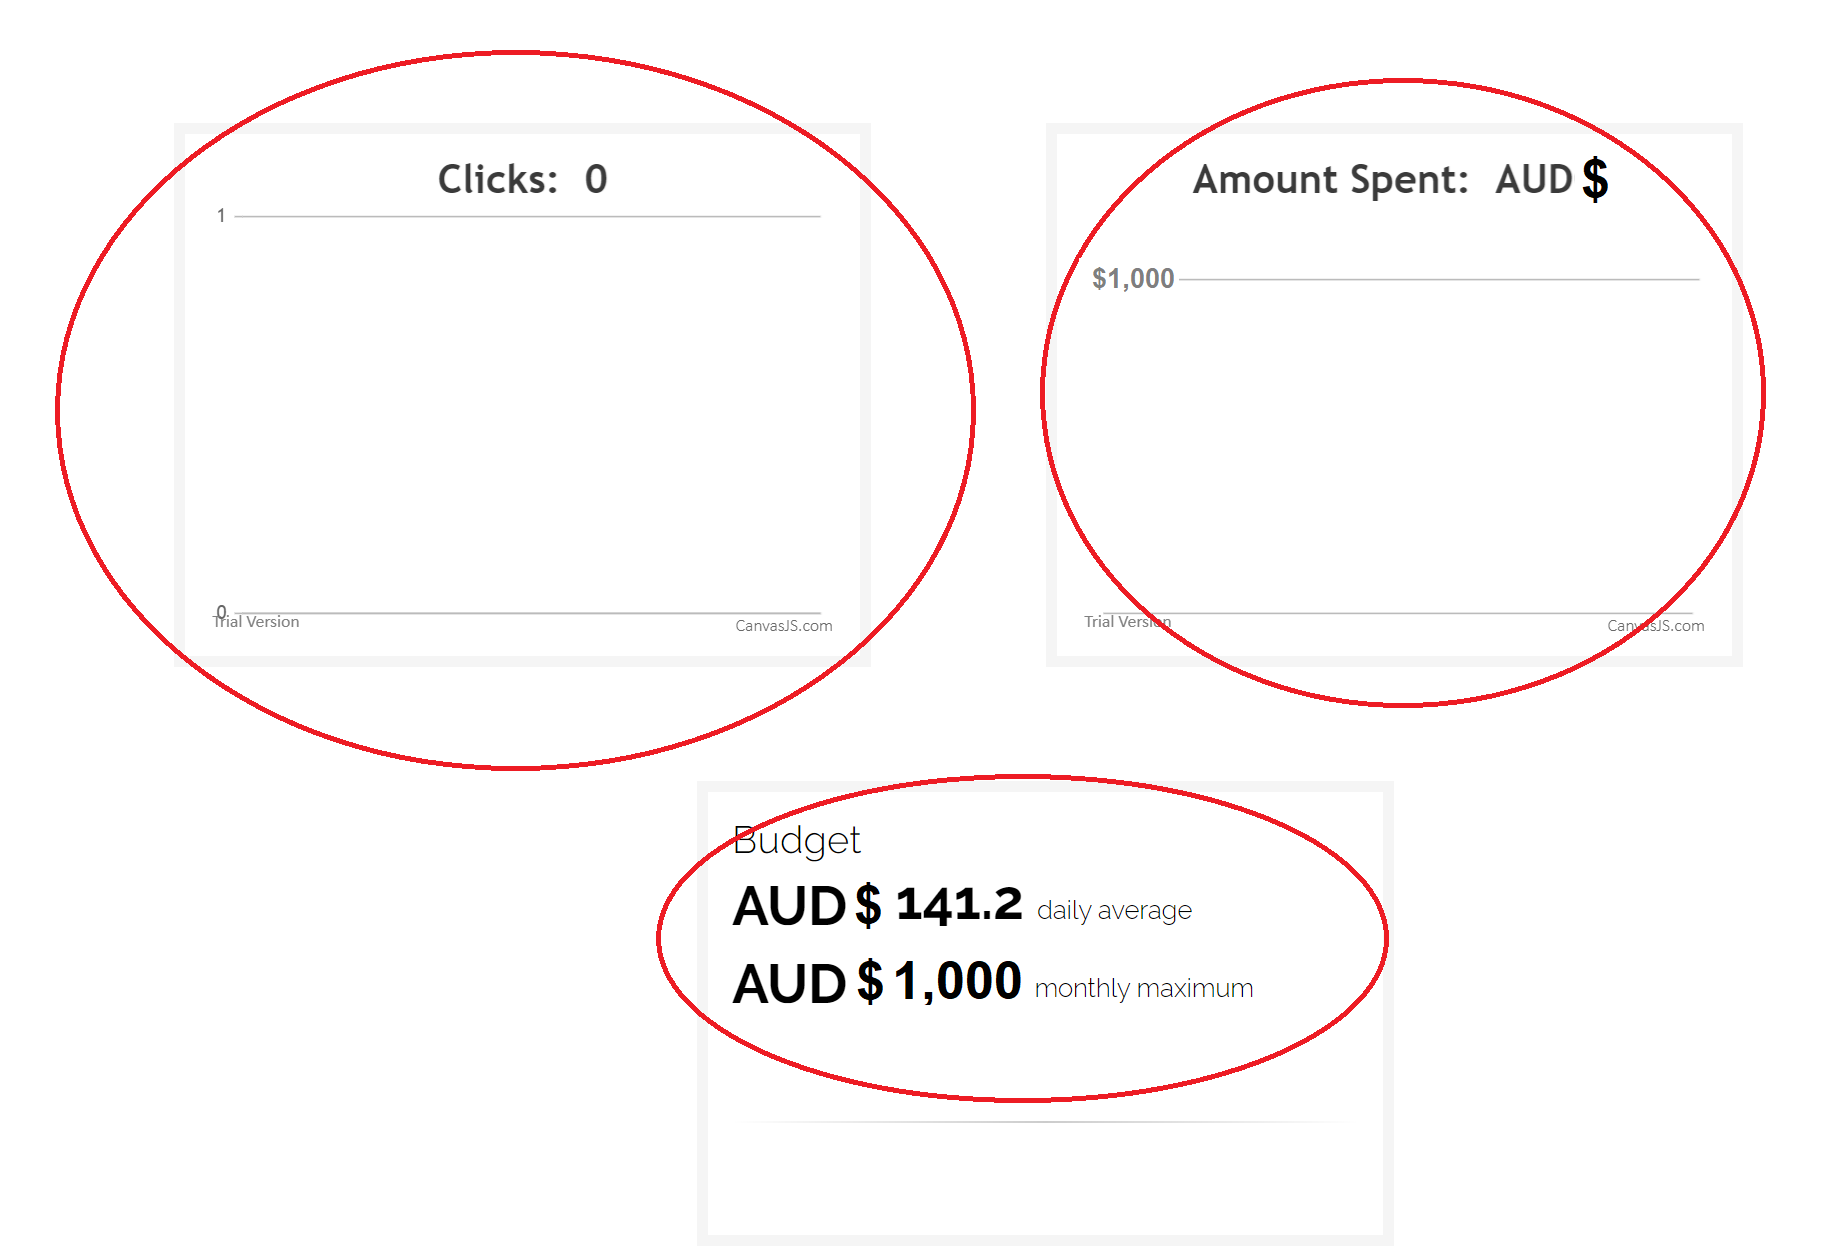 Clicks: 0
1
0
Trial Version
CanvasJS.com
Amount Spent: AUD $
$1,000
Trial Version
CanvasJS.com
Budget
AUD $ 141.2 daily average
AUD $ 1,000 monthly maximum